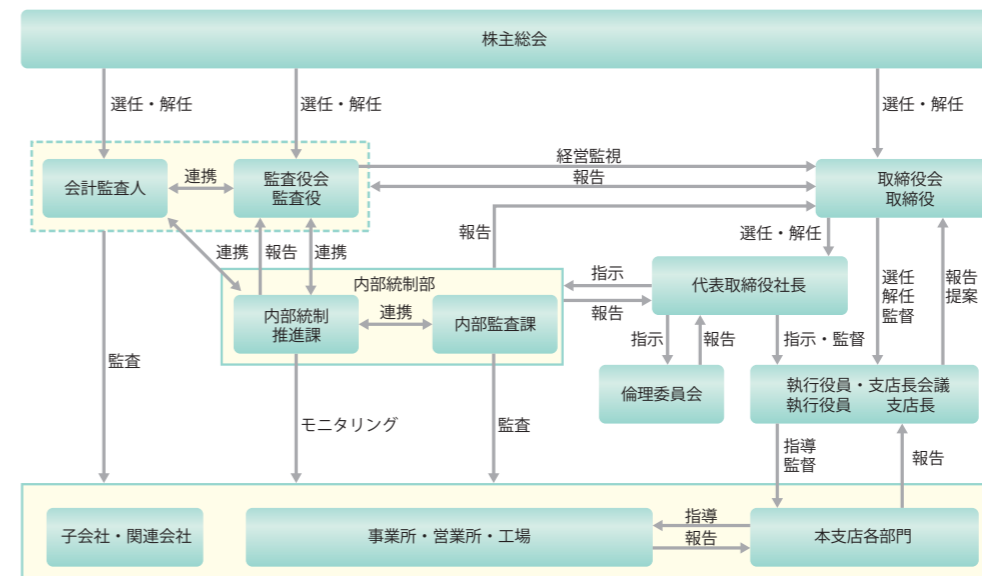 株主総会
選任・解任
選任・解任
選任・解任
会計監査人
連携
監査役会
監査役
経営監視
報告
取締役会
取締役
報告
連携
報告
連携
選任・解任
内部統制部
指示
報告
代表取締役社長
選任
解任
監督
報告
提案
内部統制
推進課
連携
内部監査課
指示
報告
指示・監督
監査
倫理委員会
執行役員・支店長会議
執行役員　　支店長
モニタリング
監査
指導
監督
報告
子会社・関連会社
事業所・営業所・工場
指導
報告
本支店各部門